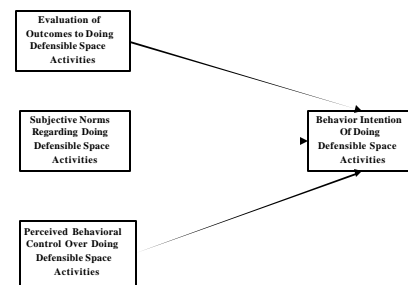 Evaluation of
Outcomes to Doing
Defensible Space
Activities
Subjective Norms
Regarding Doing
Defensible Space
Activities
Behavior Intention
Of Doing
Defensible Space
Activities
Perceived Behavioral
Control Over Doing
Defensible Space
Activities